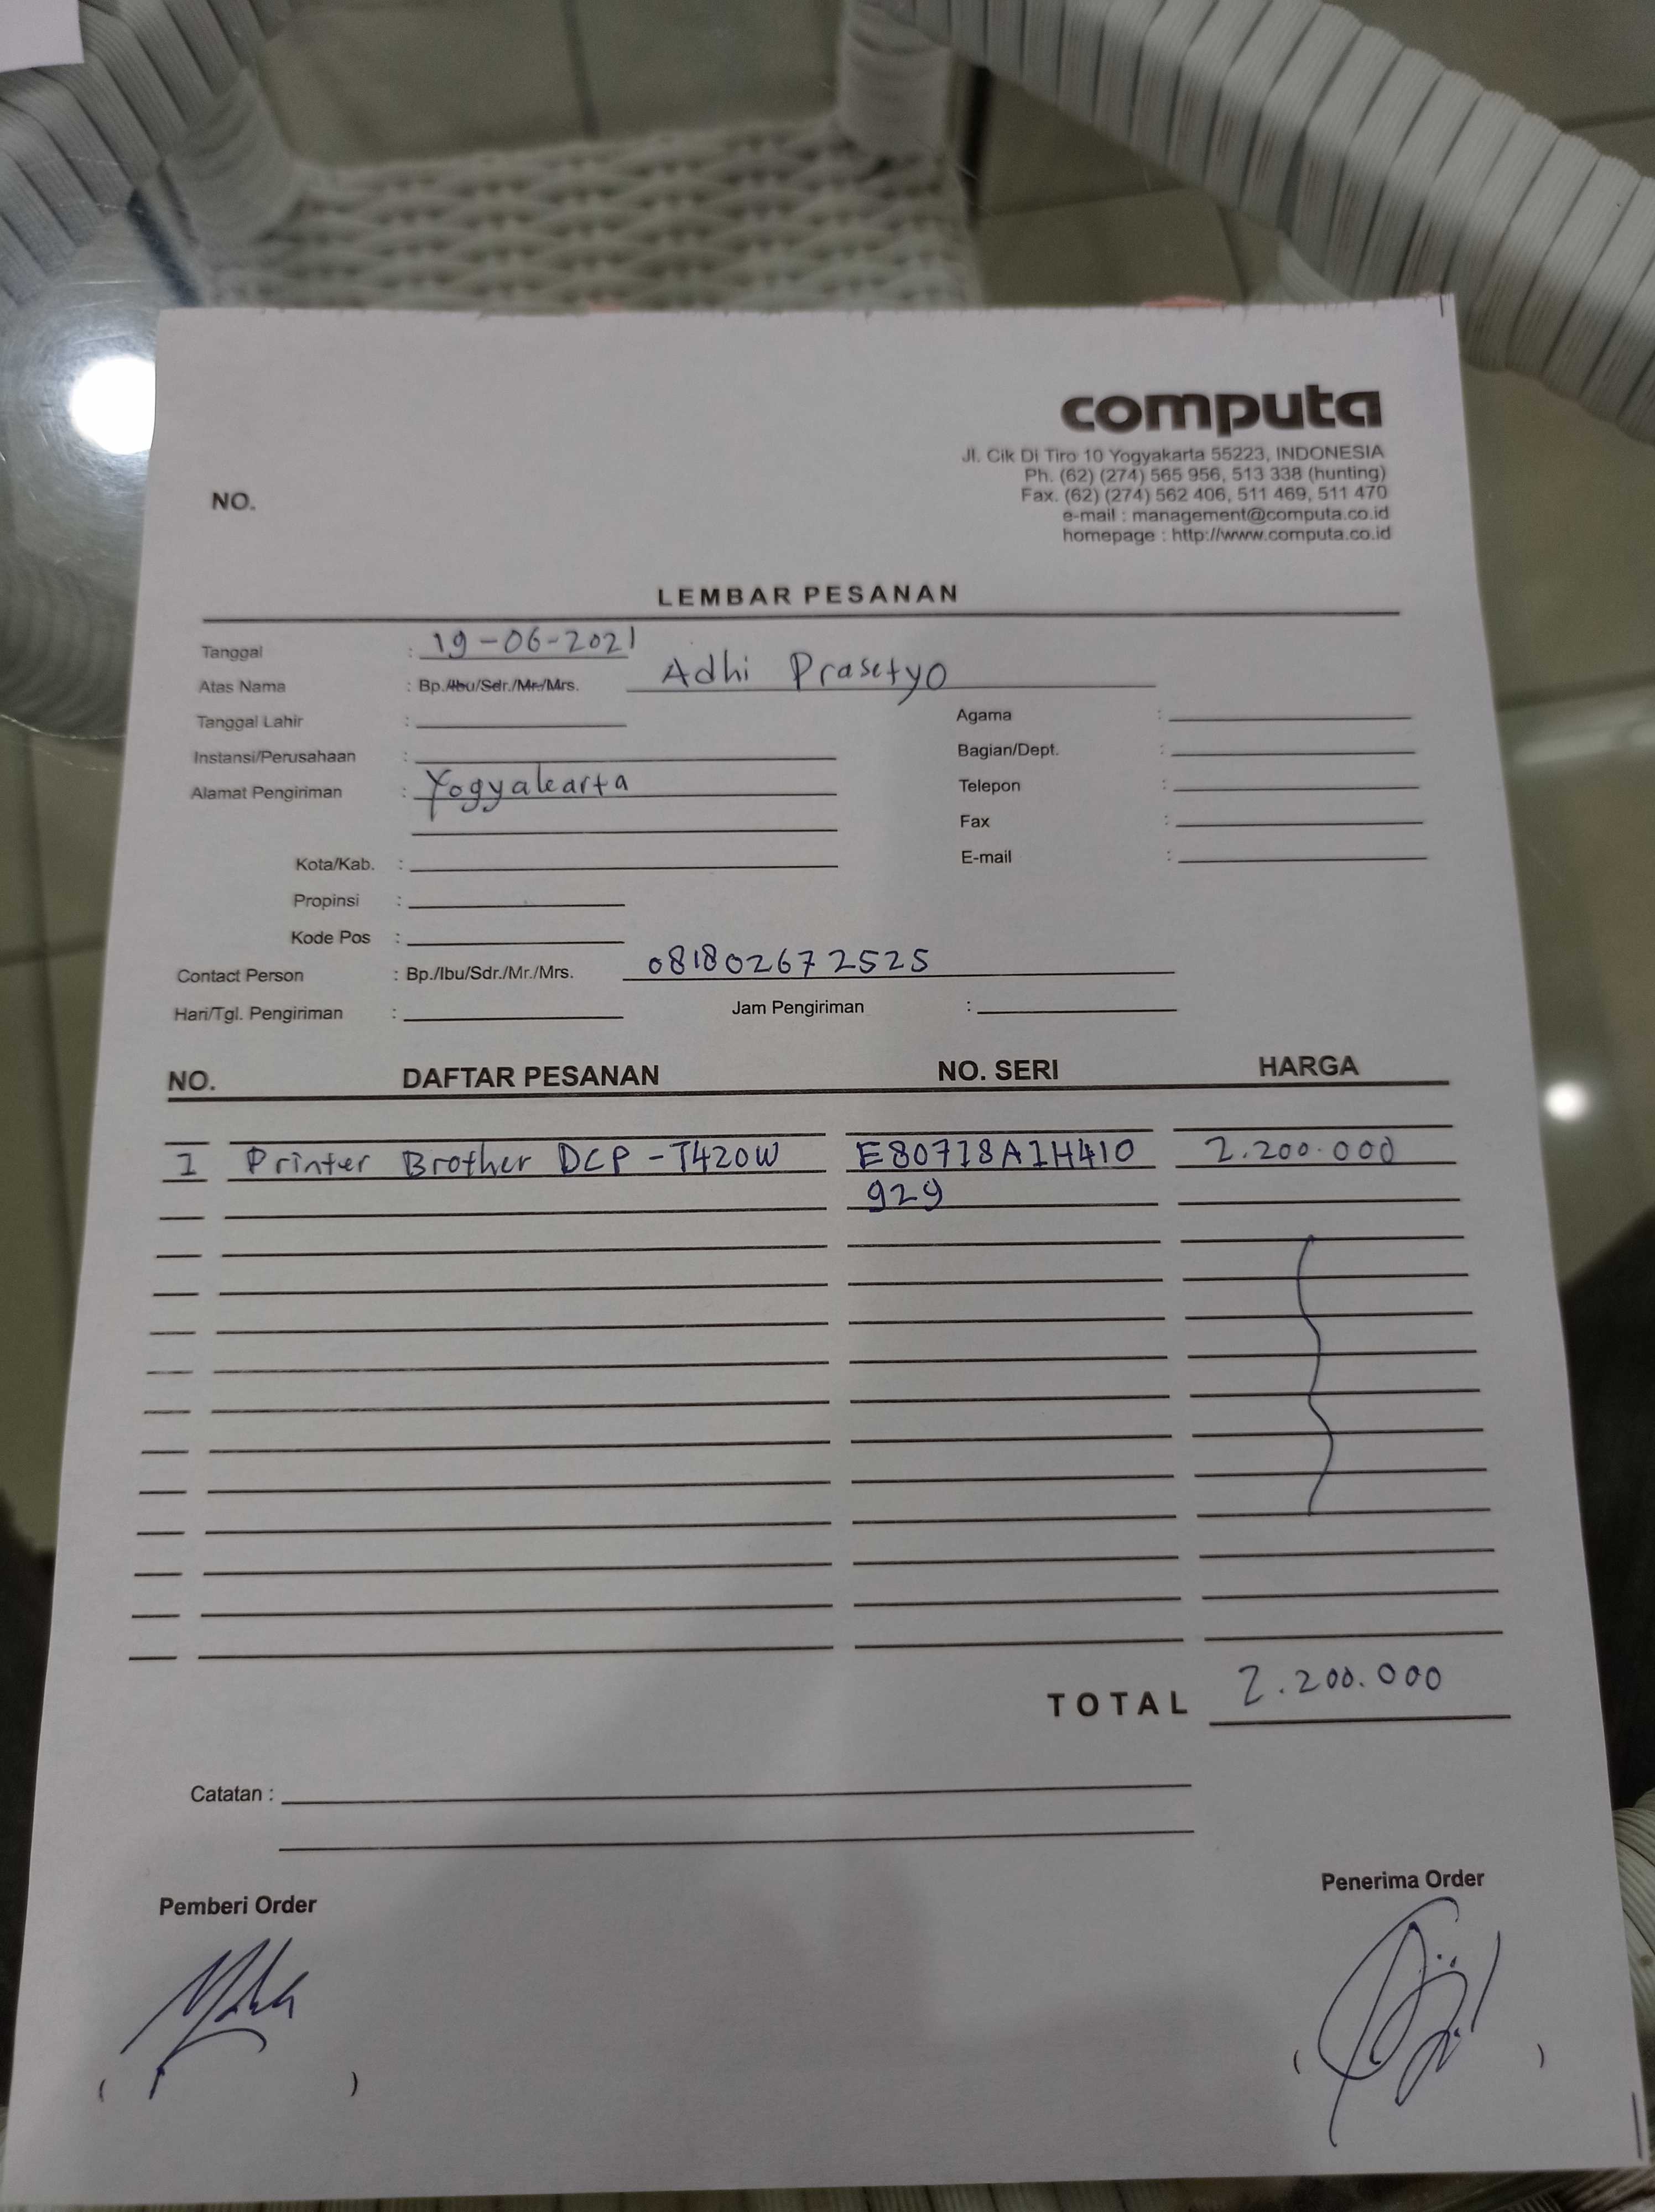 computa
Jl. Cik Di Tiro 10 Yogyakarta 55223, INDONESIA
Ph. (62) (274) 565 956, 513 338 (hunting)
Fax. (62) (274) 562 406, 511 469, 511 470
e-mail : management@computa.co.id
homepage : http://www.computa.co.id
NO.
LEMBAR PESANAN
Tanggal : 19-06-2021
Atas Nama : Bp./Ibu/Sdr./Mr./Mrs. Adhi Prasetyo
Tanggal Lahir : Agama :
Instansi/Perusahaan : Bagian/Dept. :
Alamat Pengiriman : Yogyakarta Telepon :
Fax :
Kota/Kab. : E-mail :
Propinsi :
Kode Pos :
Contact Person : Bp./Ibu/Sdr./Mr./Mrs. 081802672525
Hari/Tgl. Pengiriman : Jam Pengiriman :
NO. DAFTAR PESANAN NO. SERI HARGA
1 Printer Brother DCP-T420W E80718A1H410 2.200.000
929
TOTAL 2.200.000
Catatan :
Pemberi Order Penerima Order
( ) ( )